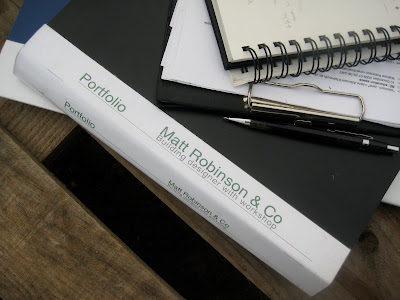 Portfolio
Matt Robinson & Co
Building designer with workshop
Portfolio
Matt Robinson & Co